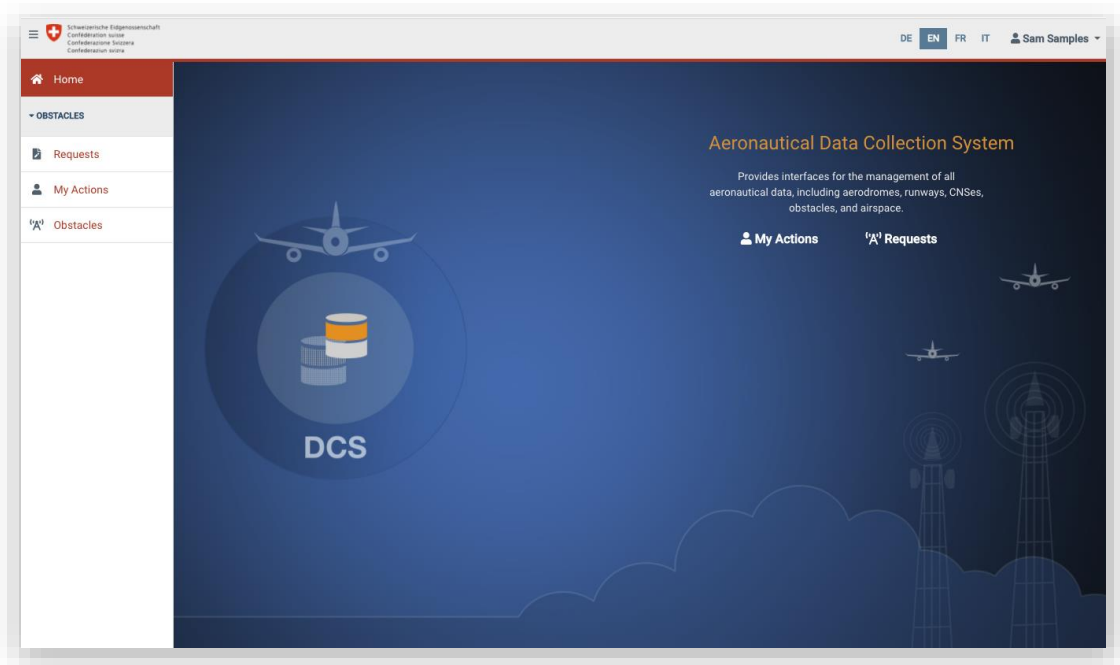 Schweizerische Eidgenossenschaft
Confédération suisse
Confederazione Svizzera
Confederaziun svizra
DE EN FR IT Sam Samples
Home
OBSTACLES
Requests
My Actions
Obstacles
Aeronautical Data Collection System
Provides interfaces for the management of all
aeronautical data, including aerodromes, runways, CNSes,
obstacles, and airspace.
My Actions Requests
DCS